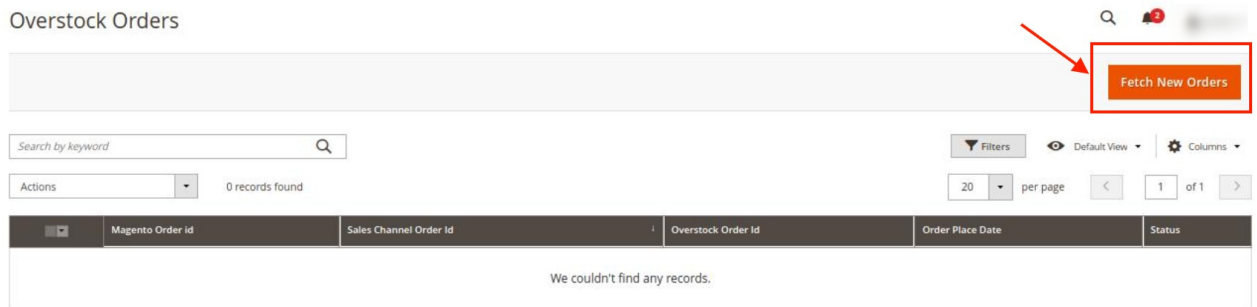 Overstock Orders
2
Fetch New Orders
Search by keyword
Filters
Default View
Columns
Actions
0 records found
20
per page
1
of 1
Magento Order id
Sales Channel Order Id
Overstock Order Id
Order Place Date
Status
We couldn't find any records.